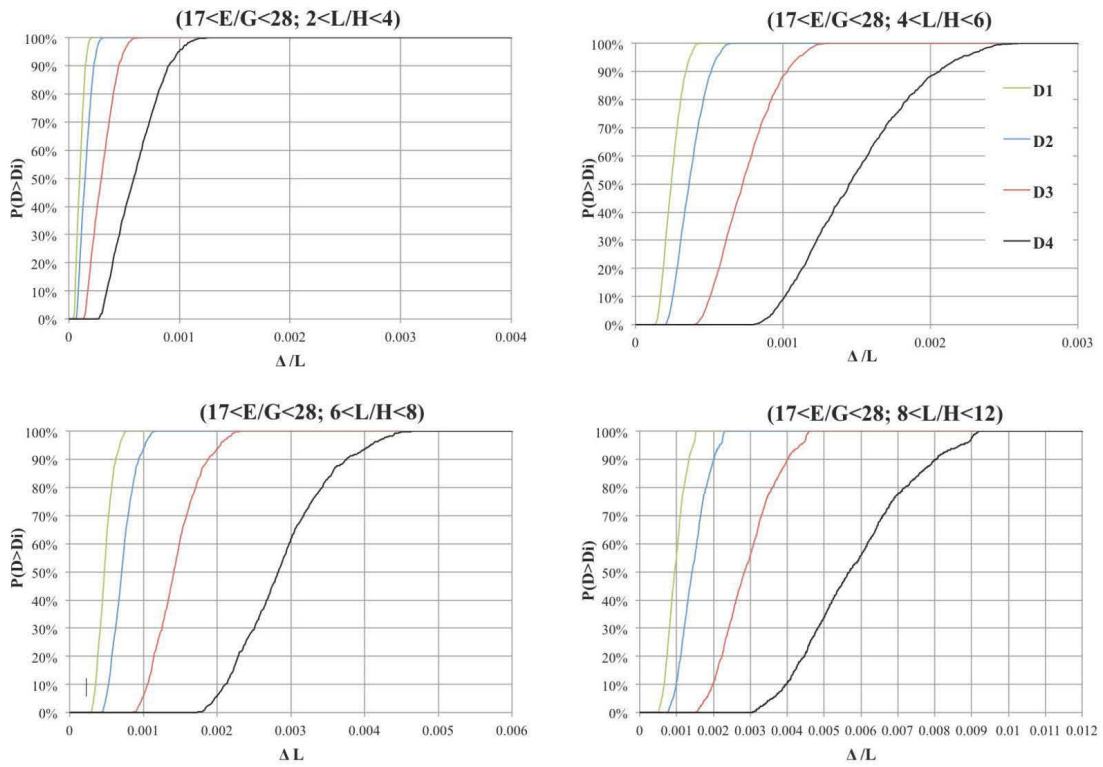 (17<E/G<28; 2<L/H<4)
100%
90%
80%
70%
60%
50%
40%
30%
20%
10%
0%
P(D>Di)
0 0.001 0.002 0.003 0.004
Δ /L
(17<E/G<28; 4<L/H<6)
100%
90%
80%
70%
60%
50%
40%
30%
20%
10%
0%
P(D>Di)
D1
D2
D3
D4
0 0.001 0.002 0.003
Δ /L
(17<E/G<28; 6<L/H<8)
100%
90%
80%
70%
60%
50%
40%
30%
20%
10%
0%
P(D>Di)
0 0.001 0.002 0.003 0.004 0.005 0.006
Δ L
(17<E/G<28; 8<L/H<12)
100%
90%
80%
70%
60%
50%
40%
30%
20%
10%
0%
P(D>Di)
0 0.001 0.002 0.003 0.004 0.005 0.006 0.007 0.008 0.009 0.01 0.011 0.012
Δ /L